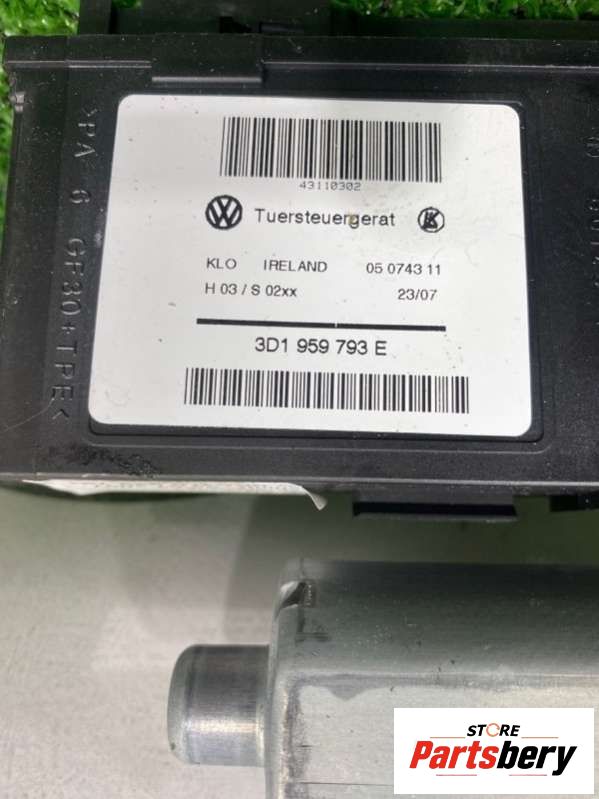 43110302
VW Tuersteuergerat
KLO IRELAND 05 0743 11
H 03 / S 02xx 23/07
3D1 959 793 E
>PA 6 GF30+TPE<
STORE
Partsbery